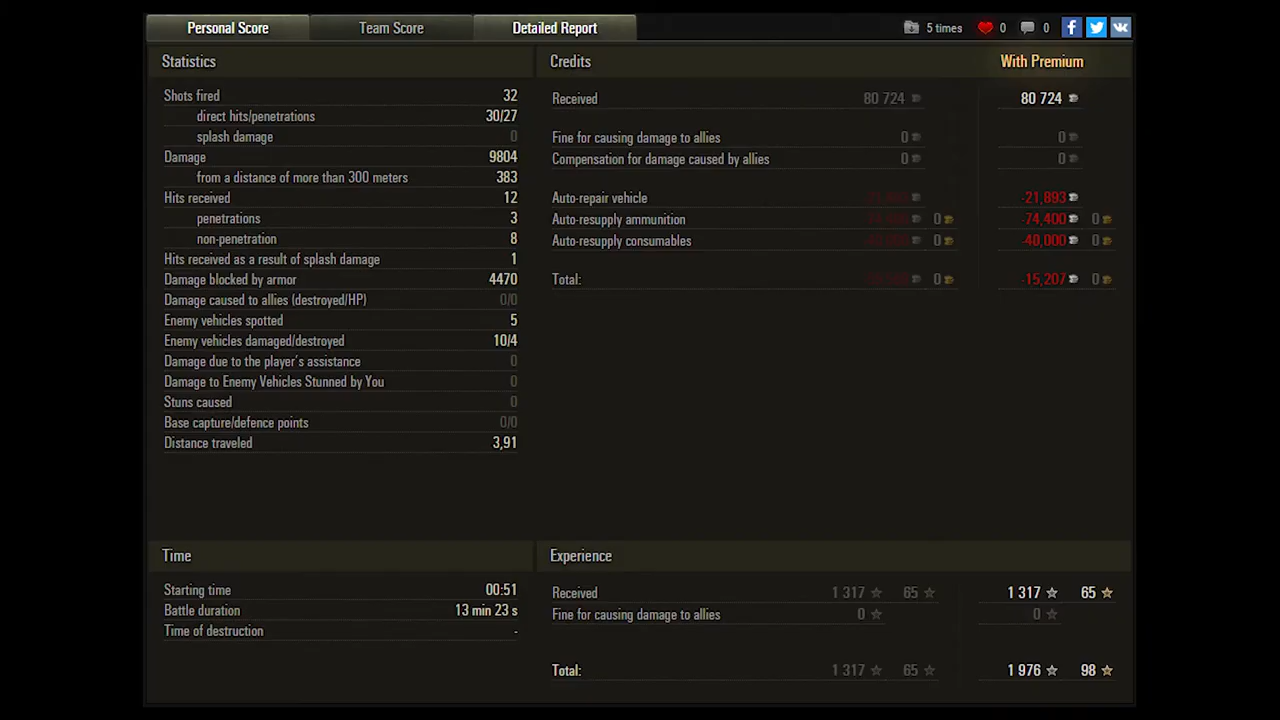 Personal Score Team Score Detailed Report 5 times 0 0
Statistics
Shots fired 32
direct hits/penetrations 30/27
splash damage 0
Damage 9804
from a distance of more than 300 meters 383
Hits received 12
penetrations 3
non-penetration 8
Hits received as a result of splash damage 1
Damage blocked by armor 4470
Damage caused to allies (destroyed/HP) 0/0
Enemy vehicles spotted 5
Enemy vehicles damaged/destroyed 10/4
Damage due to the player's assistance 0
Damage to Enemy Vehicles Stunned by You 0
Stuns caused 0
Base capture/defence points 0/0
Distance traveled 3,91
Credits With Premium
Received 80 724 80 724
Fine for causing damage to allies 0 0
Compensation for damage caused by allies 0 0
Auto-repair vehicle -21,893
Auto-resupply ammunition 0 -74,400 0
Auto-resupply consumables 0 -40,000 0
Total: 0 -15,207 0
Time
Starting time 00:51
Battle duration 13 min 23 s
Time of destruction -
Experience
Received 1 317 65 1 317 65
Fine for causing damage to allies 0 0
Total: 1 317 65 1 976 98